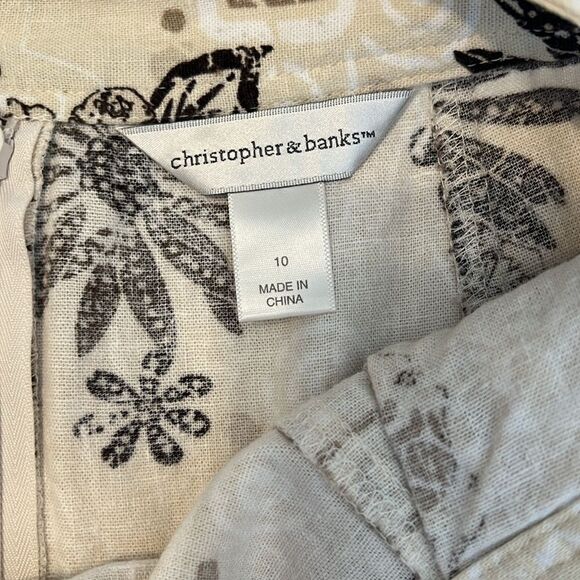 christopher & banks™
10
MADE IN
CHINA